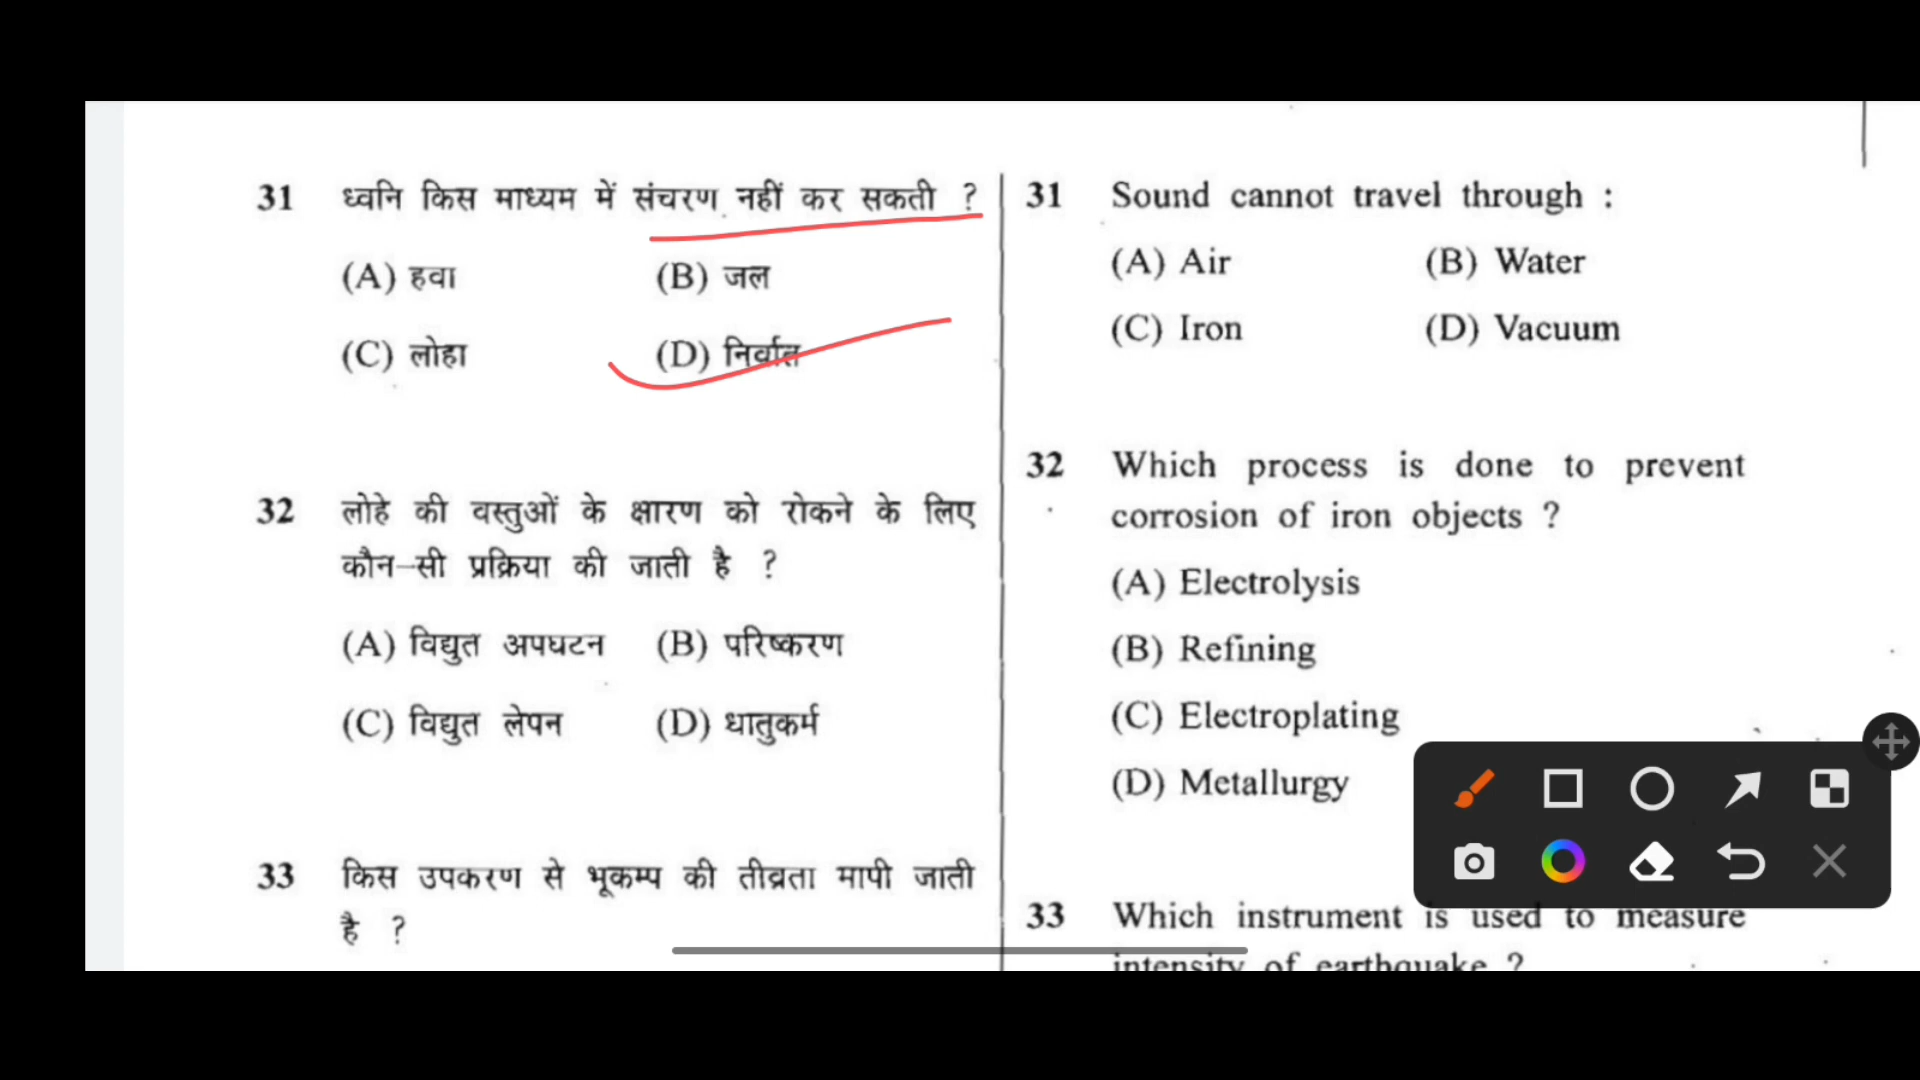 31 ध्वनि किस माध्यम में संचरण नहीं कर सकती ?
(A) हवा (B) जल
(C) लोहा (D) निर्वात
32 लोहे की वस्तुओं के क्षारण को रोकने के लिए
कौन-सी प्रक्रिया की जाती है ?
(A) विद्युत अपघटन (B) परिष्करण
(C) विद्युत लेपन (D) धातुकर्म
33 किस उपकरण से भूकम्प की तीव्रता मापी जाती
है ?
31 Sound cannot travel through :
(A) Air (B) Water
(C) Iron (D) Vacuum
32 Which process is done to prevent
corrosion of iron objects ?
(A) Electrolysis
(B) Refining
(C) Electroplating
(D) Metallurgy
33 Which instrument is used to measure
intensity of earthquake ?